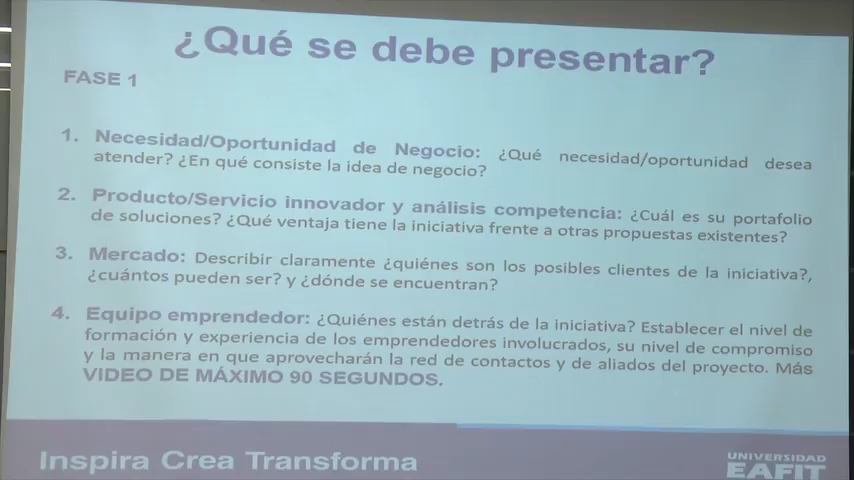 ¿Qué se debe presentar?
FASE 1
1. Necesidad/Oportunidad de Negocio: ¿Qué necesidad/oportunidad desea
atender? ¿En qué consiste la idea de negocio?
2. Producto/Servicio innovador y análisis competencia: ¿Cuál es su portafolio
de soluciones? ¿Qué ventaja tiene la iniciativa frente a otras propuestas existentes?
3. Mercado: Describir claramente ¿quiénes son los posibles clientes de la iniciativa?,
¿cuántos pueden ser? y ¿dónde se encuentran?
4. Equipo emprendedor: ¿Quiénes están detrás de la iniciativa? Establecer el nivel de
formación y experiencia de los emprendedores involucrados, su nivel de compromiso
y la manera en que aprovecharán la red de contactos y de aliados del proyecto. Más
VIDEO DE MÁXIMO 90 SEGUNDOS.
Inspira Crea Transforma
UNIVERSIDAD
EAFIT